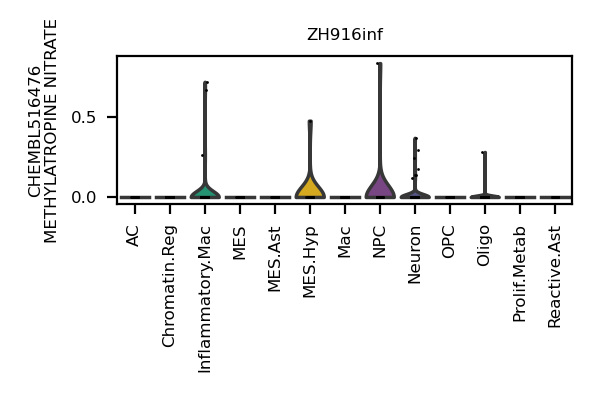 ZH916inf
CHEMBL516476
METHYLATROPINE NITRATE
0.5
0.0
AC
Chromatin.Reg
Inflammatory.Mac
MES
MES.Ast
MES.Hyp
Mac
NPC
Neuron
OPC
Oligo
Prolif.Metab
Reactive.Ast